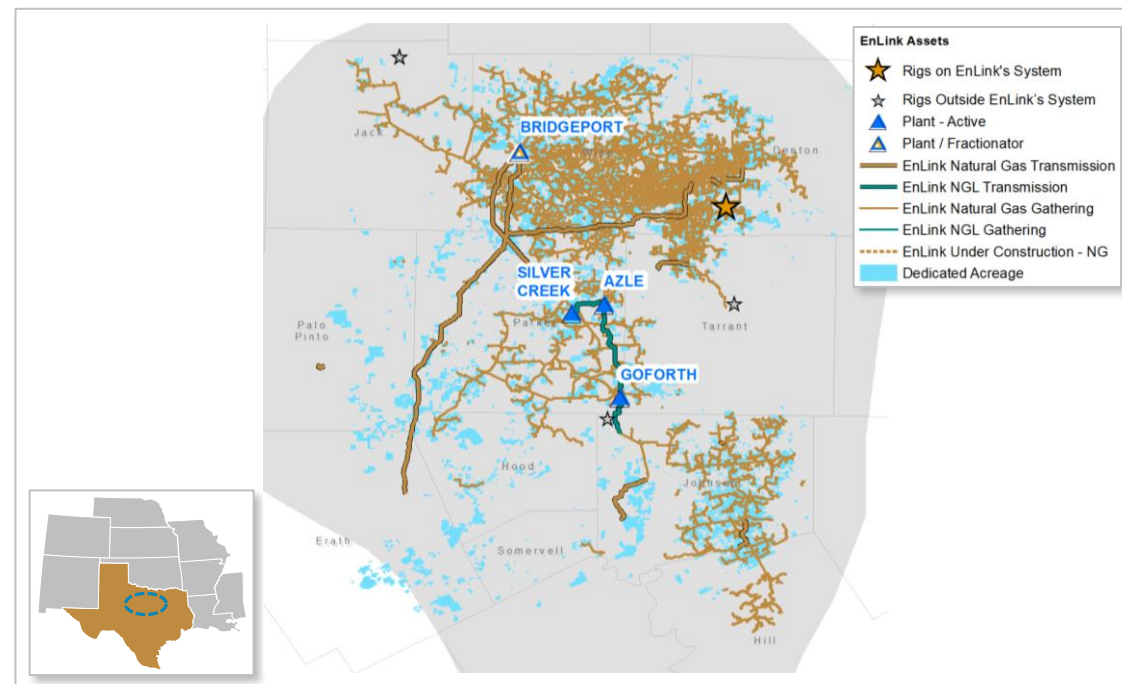 EnLink Assets
Rigs on EnLink's System
Rigs Outside EnLink's System
Plant - Active
Plant / Fractionator
EnLink Natural Gas Transmission
EnLink NGL Transmission
EnLink Natural Gas Gathering
EnLink NGL Gathering
EnLink Under Construction - NG
Dedicated Acreage
BRIDGEPORT
Jack
Denton
SILVER
CREEK
AZLE
Palo
Pinto
Tarrant
GOFORTH
Hood
Johnson
Erath
Somervell
Hill